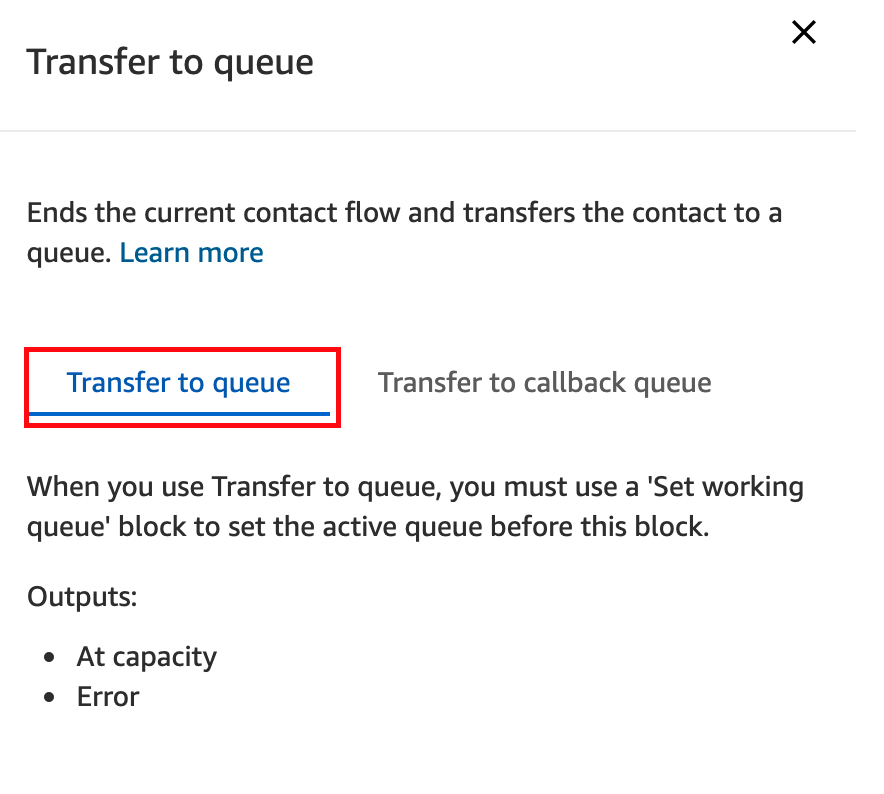 Transfer to queue
Ends the current contact flow and transfers the contact to a
queue. Learn more
Transfer to queue
Transfer to callback queue
When you use Transfer to queue, you must use a 'Set working
queue' block to set the active queue before this block.
Outputs:
• At capacity
• Error